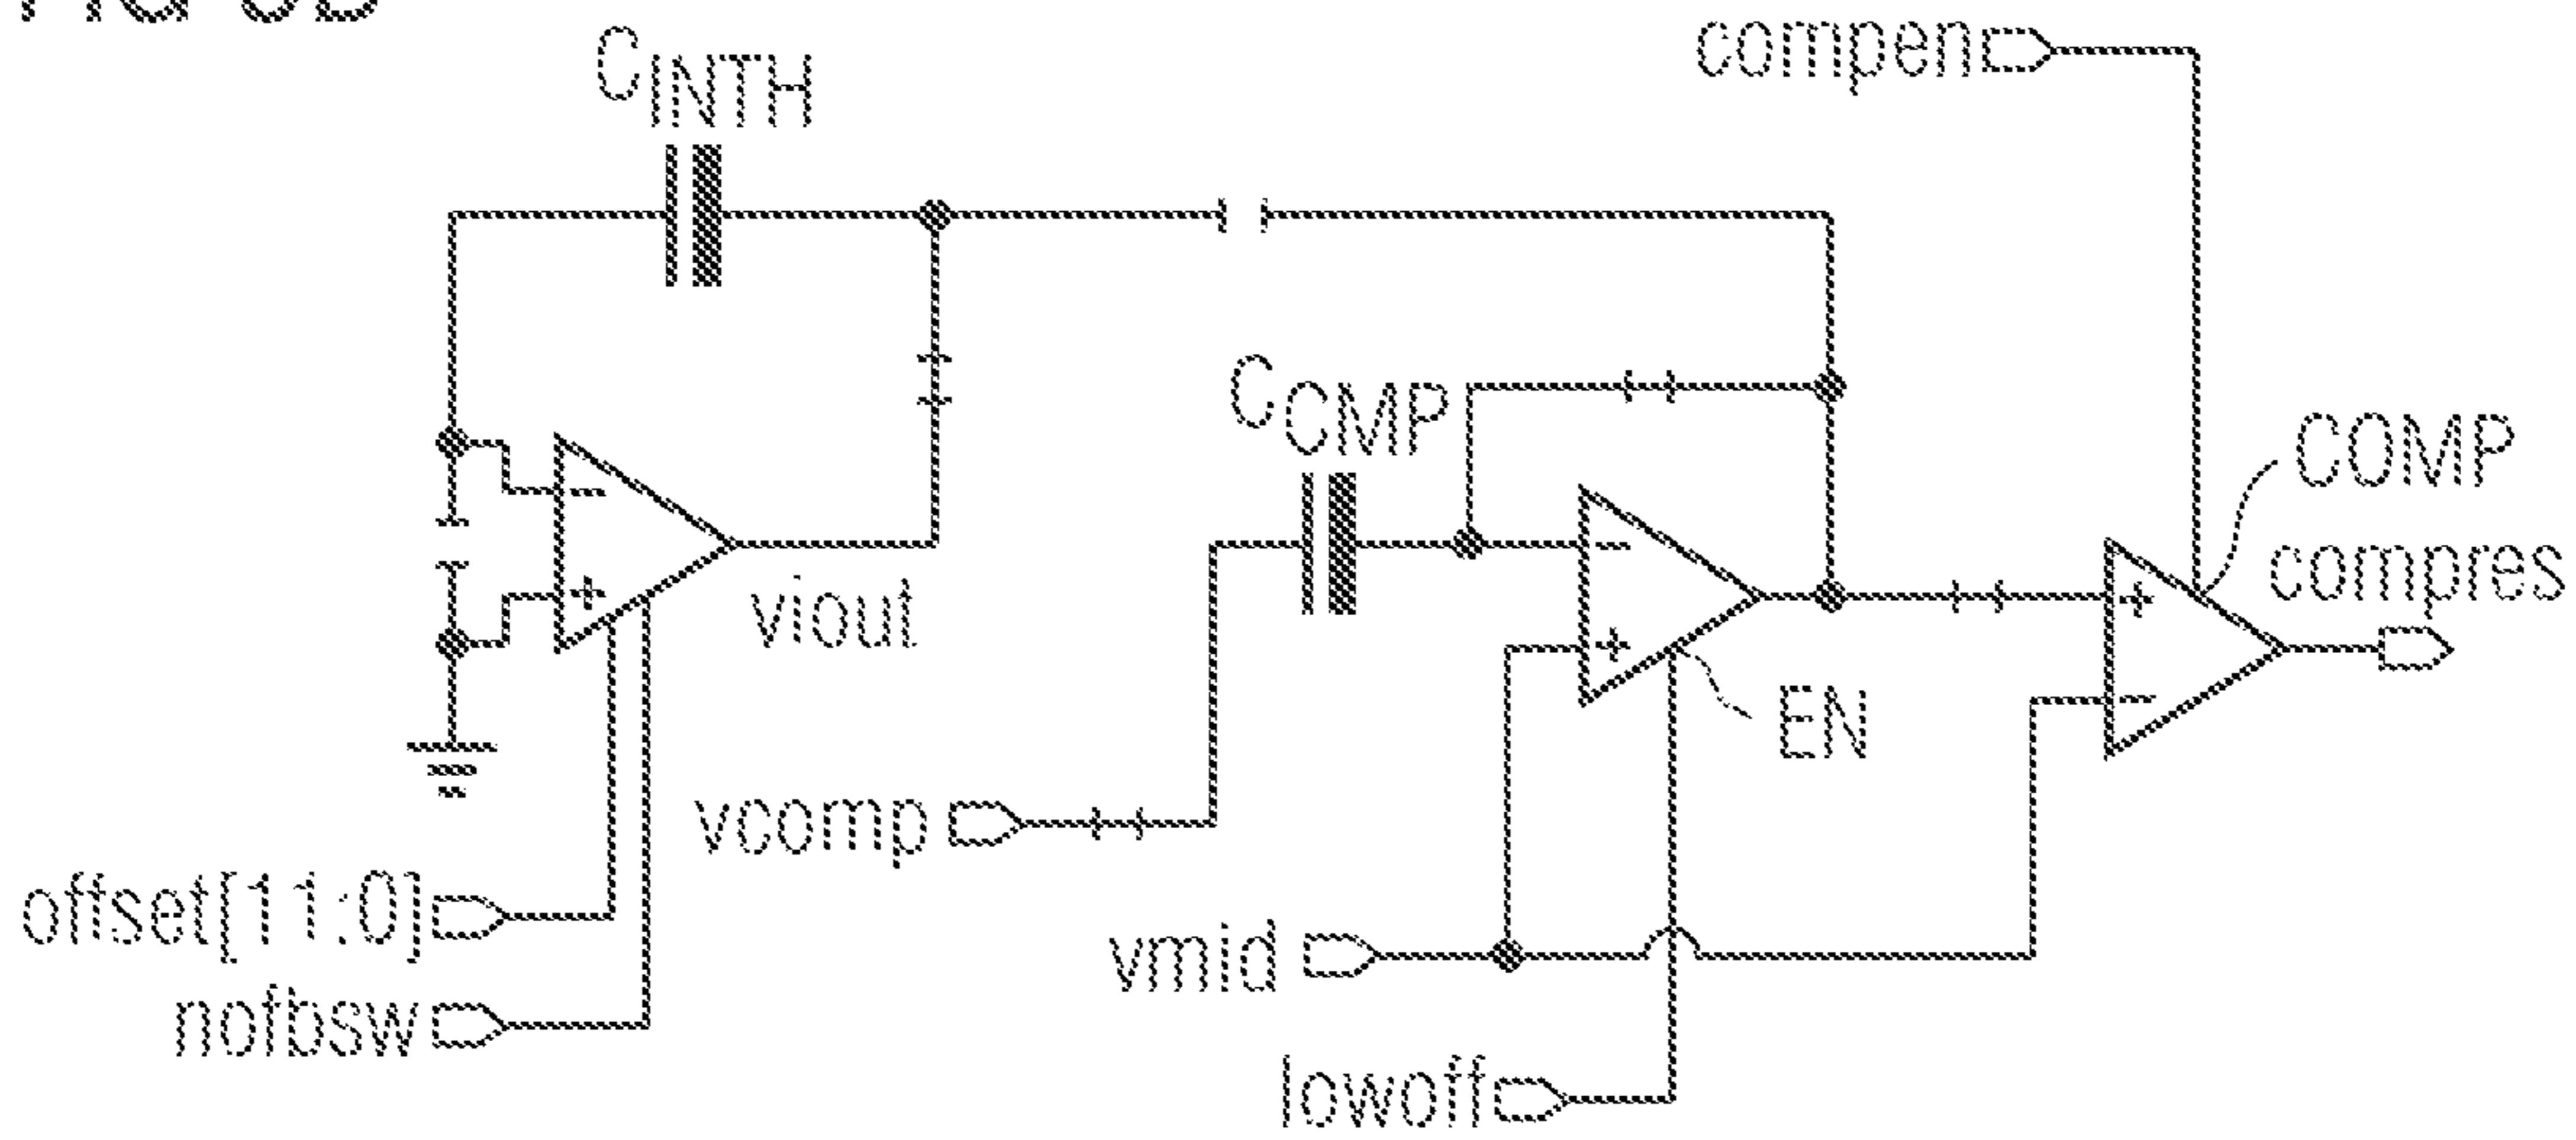 compen
CINTH
CCMP
COMP
compres
viout
EN
vcomp
offset[11:0]
vmid
nofbsw
lowoff